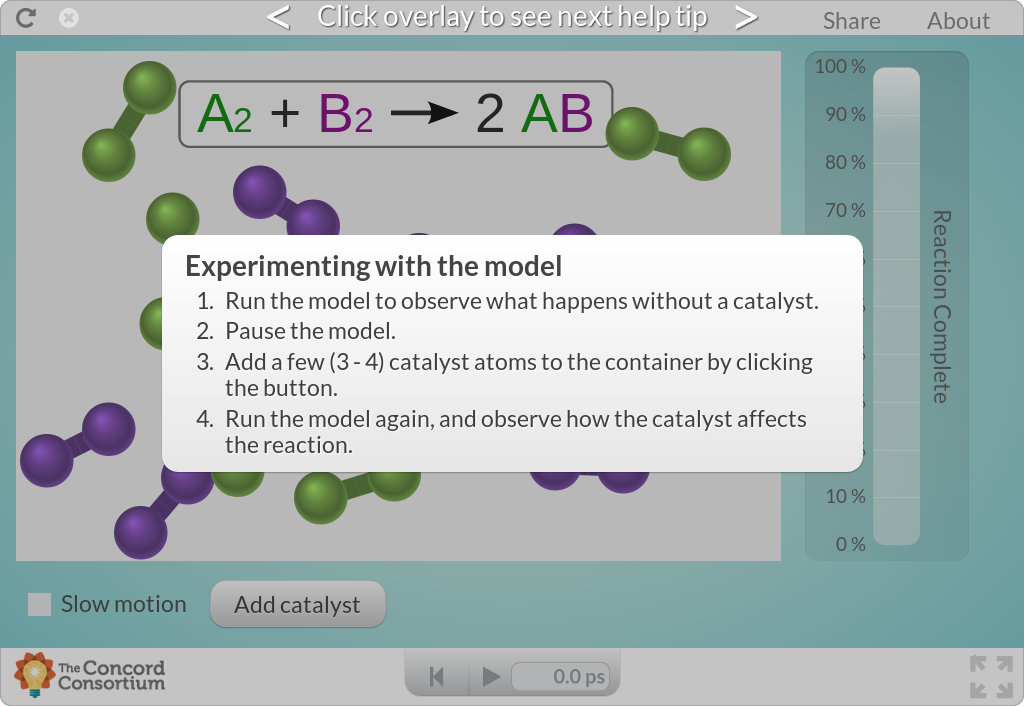 < Click overlay to see next help tip >
Share
About
A2 + B2 → 2 AB
100 %
90 %
80 %
70 %
10 %
0 %
Reaction Complete
Experimenting with the model
1. Run the model to observe what happens without a catalyst.
2. Pause the model.
3. Add a few (3 - 4) catalyst atoms to the container by clicking
the button.
4. Run the model again, and observe how the catalyst affects
the reaction.
Slow motion
Add catalyst
The Concord
Consortium
0.0 ps